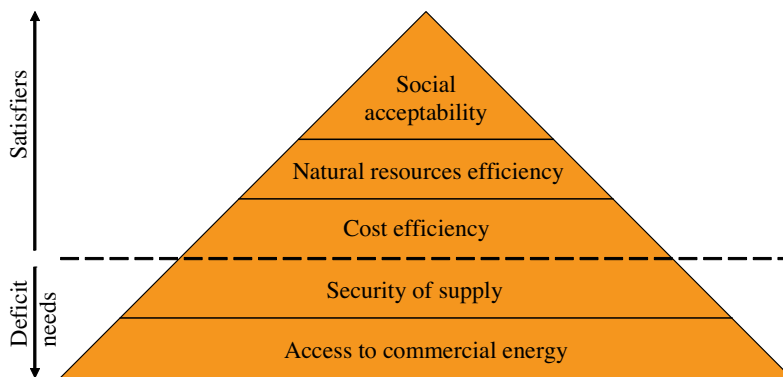 Satisfiers
Deficit
needs
Social
acceptability
Natural resources efficiency
Cost efficiency
Security of supply
Access to commercial energy